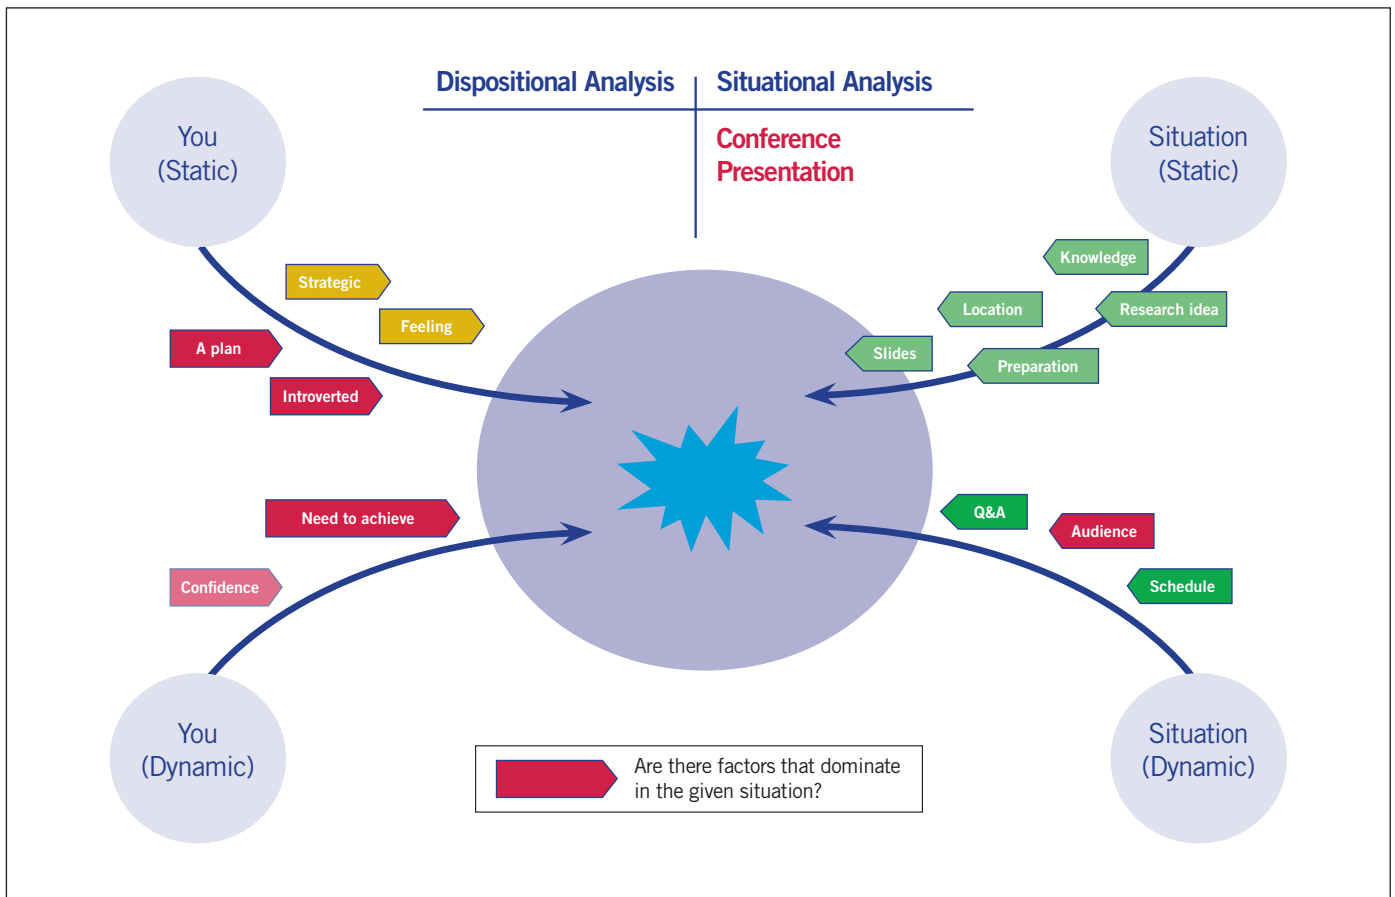 Dispositional Analysis
Situational Analysis
Conference
Presentation
You
(Static)
Situation
(Static)
Strategic
Feeling
A plan
Introverted
Knowledge
Location
Research idea
Slides
Preparation
Need to achieve
Confidence
Q&A
Audience
Schedule
You
(Dynamic)
Situation
(Dynamic)
Are there factors that dominate
in the given situation?